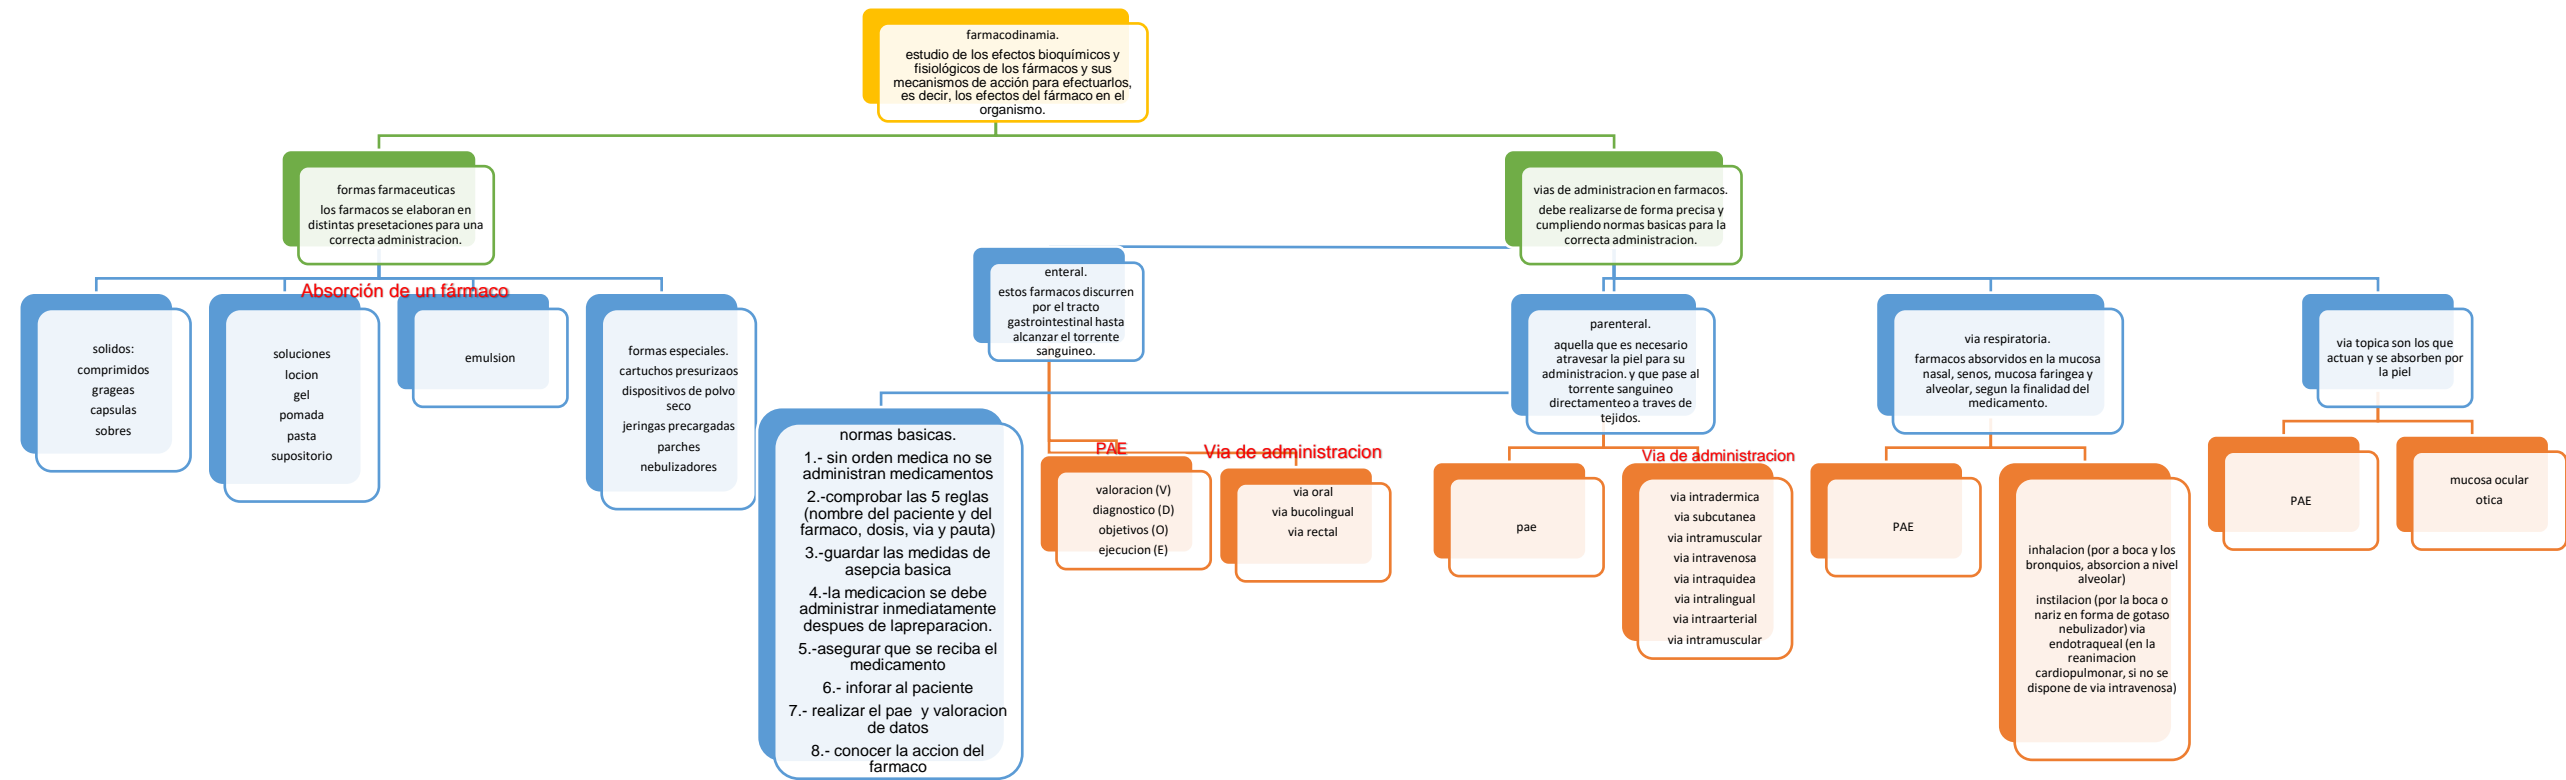 farmacodinamia.
estudio de los efectos bioquímicos y
fisiológicos de los fármacos y sus
mecanismos de acción para efectuarlos,
es decir, los efectos del fármaco en el
organismo.
formas farmaceuticas
los farmacos se elaboran en
distintas presetaciones para una
correcta administracion.
vias de administracion en farmacos.
debe realizarse de forma precisa y
cumpliendo normas basicas para la
correcta administracion.
Absorción de un fármaco
solidos:
comprimidos
grageas
capsulas
sobres
soluciones
locion
gel
pomada
pasta
supositorio
emulsion
formas especiales.
cartuchos presurizaos
dispositivos de polvo
seco
jeringas precargadas
parches
nebulizadores
enteral.
estos farmacos discurren
por el tracto
gastrointestinal hasta
alcanzar el torrente
sanguineo.
parenteral.
aquella que es necesario
atravesar la piel para su
administracion. y que pase al
torrente sanguineo
directamenteo a traves de
tejidos.
via respiratoria.
farmacos absorvidos en la mucosa
nasal, senos, mucosa faringea y
alveolar, segun la finalidad del
medicamento.
via topica son los que
actuan y se absorben por
la piel
normas basicas.
1.- sin orden medica no se
administran medicamentos
2.-comprobar las 5 reglas
(nombre del paciente y del
farmaco, dosis, via y pauta)
3.-guardar las medidas de
asepcia basica
4.-la medicacion se debe
administrar inmediatamente
despues de lapreparacion.
5.-asegurar que se reciba el
medicamento
6.- inforar al paciente
7.- realizar el pae y valoracion
de datos
8.- conocer la accion del
farmaco
PAE
valoracion (V)
diagnostico (D)
objetivos (O)
ejecucion (E)
Via de administracion
via oral
via bucolingual
via rectal
pae
Via de administracion
via intradermica
via subcutanea
via intramuscular
via intravenosa
via intraquidea
via intralingual
via intraarterial
via intramuscular
PAE
inhalacion (por a boca y los
bronquios, absorcion a nivel
alveolar)
instilacion (por la boca o
nariz en forma de gotaso
nebulizador) via
endotraqueal (en la
reanimacion
cardiopulmonar, si no se
dispone de via intravenosa)
PAE
mucosa ocular
otica